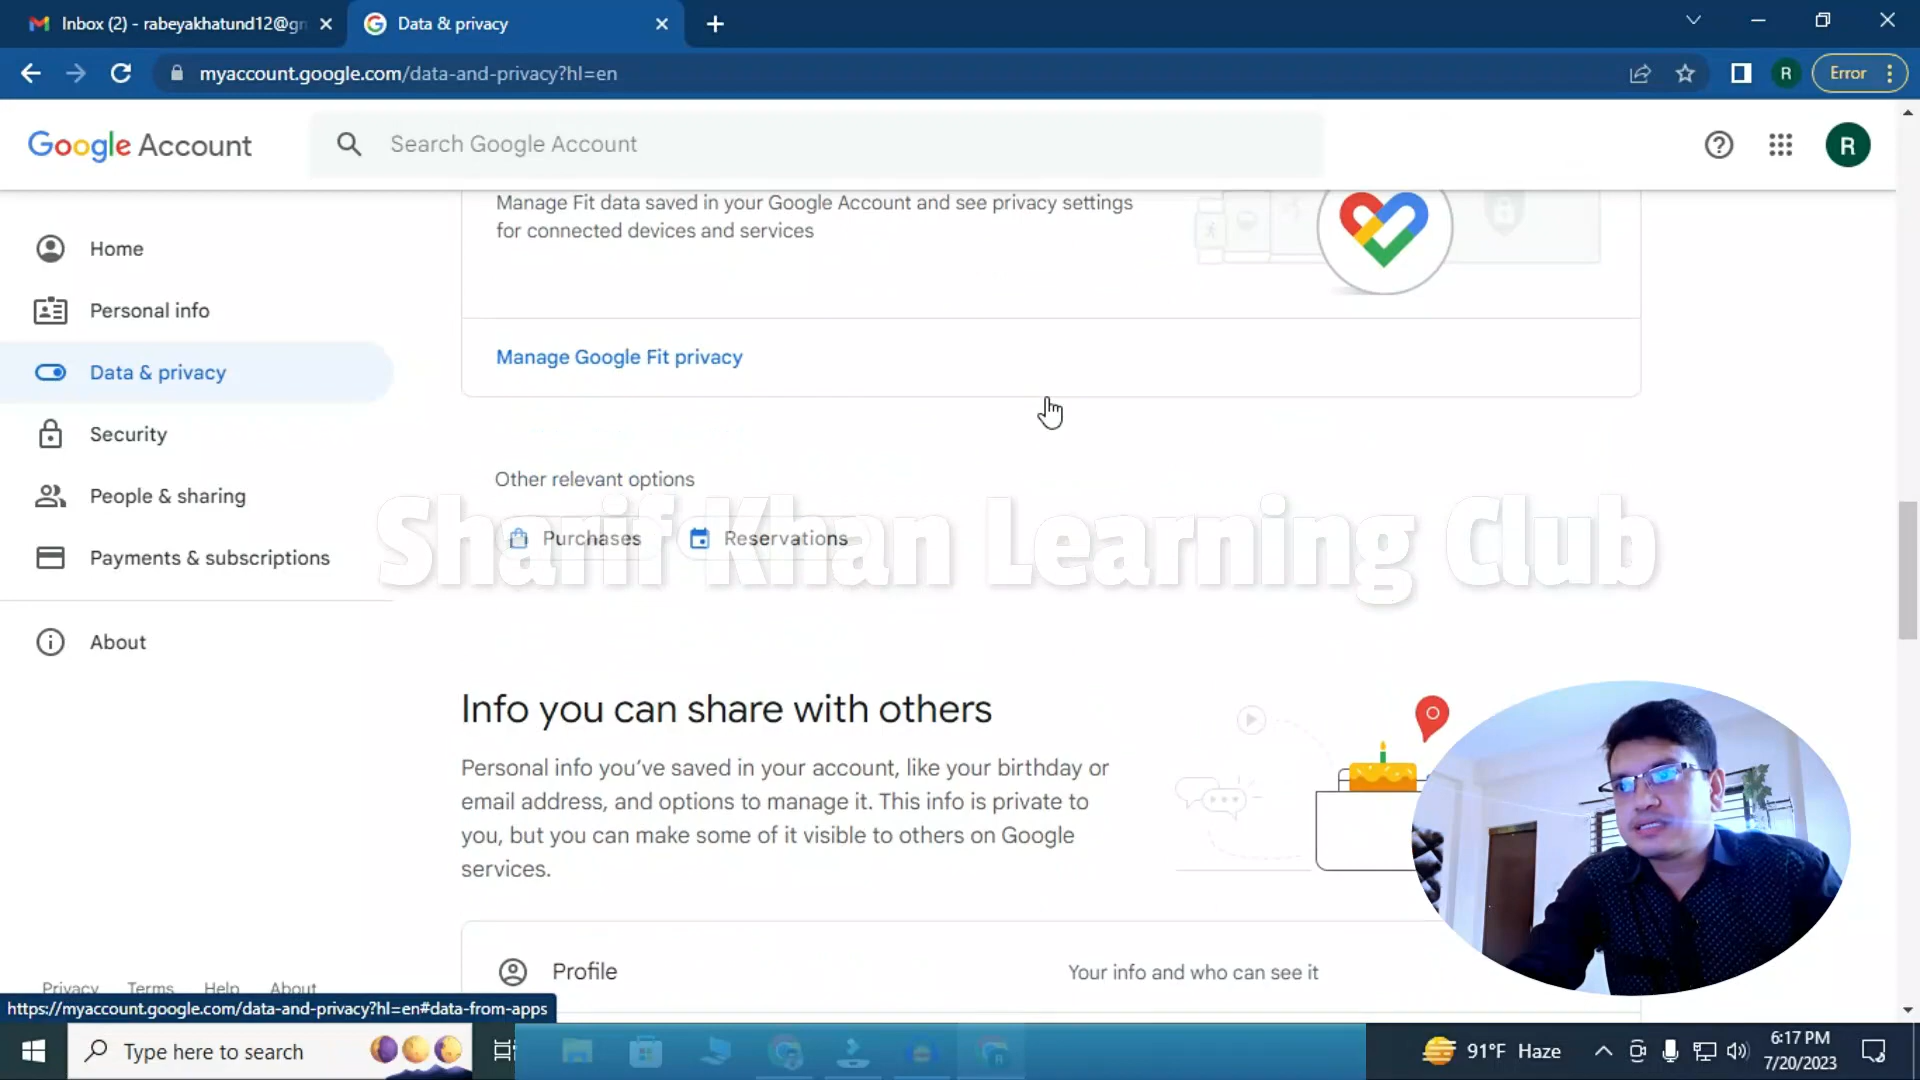 Inbox (2) - rabeyakhatund12@gn
Data & privacy
myaccount.google.com/data-and-privacy?hl=en
R
Error
Google Account
Search Google Account
R
Manage Fit data saved in your Google Account and see privacy settings
for connected devices and services
Home
Personal info
Data & privacy
Security
People & sharing
Payments & subscriptions
About
Manage Google Fit privacy
Other relevant options
Purchases
Reservations
Sharif Khan Learning Club
Info you can share with others
Personal info you've saved in your account, like your birthday or
email address, and options to manage it. This info is private to
you, but you can make some of it visible to others on Google
services.
Profile
Your info and who can see it
Privacy Terms Help About
https://myaccount.google.com/data-and-privacy?hl=en#data-from-apps
Type here to search
91°F Haze
6:17 PM
7/20/2023